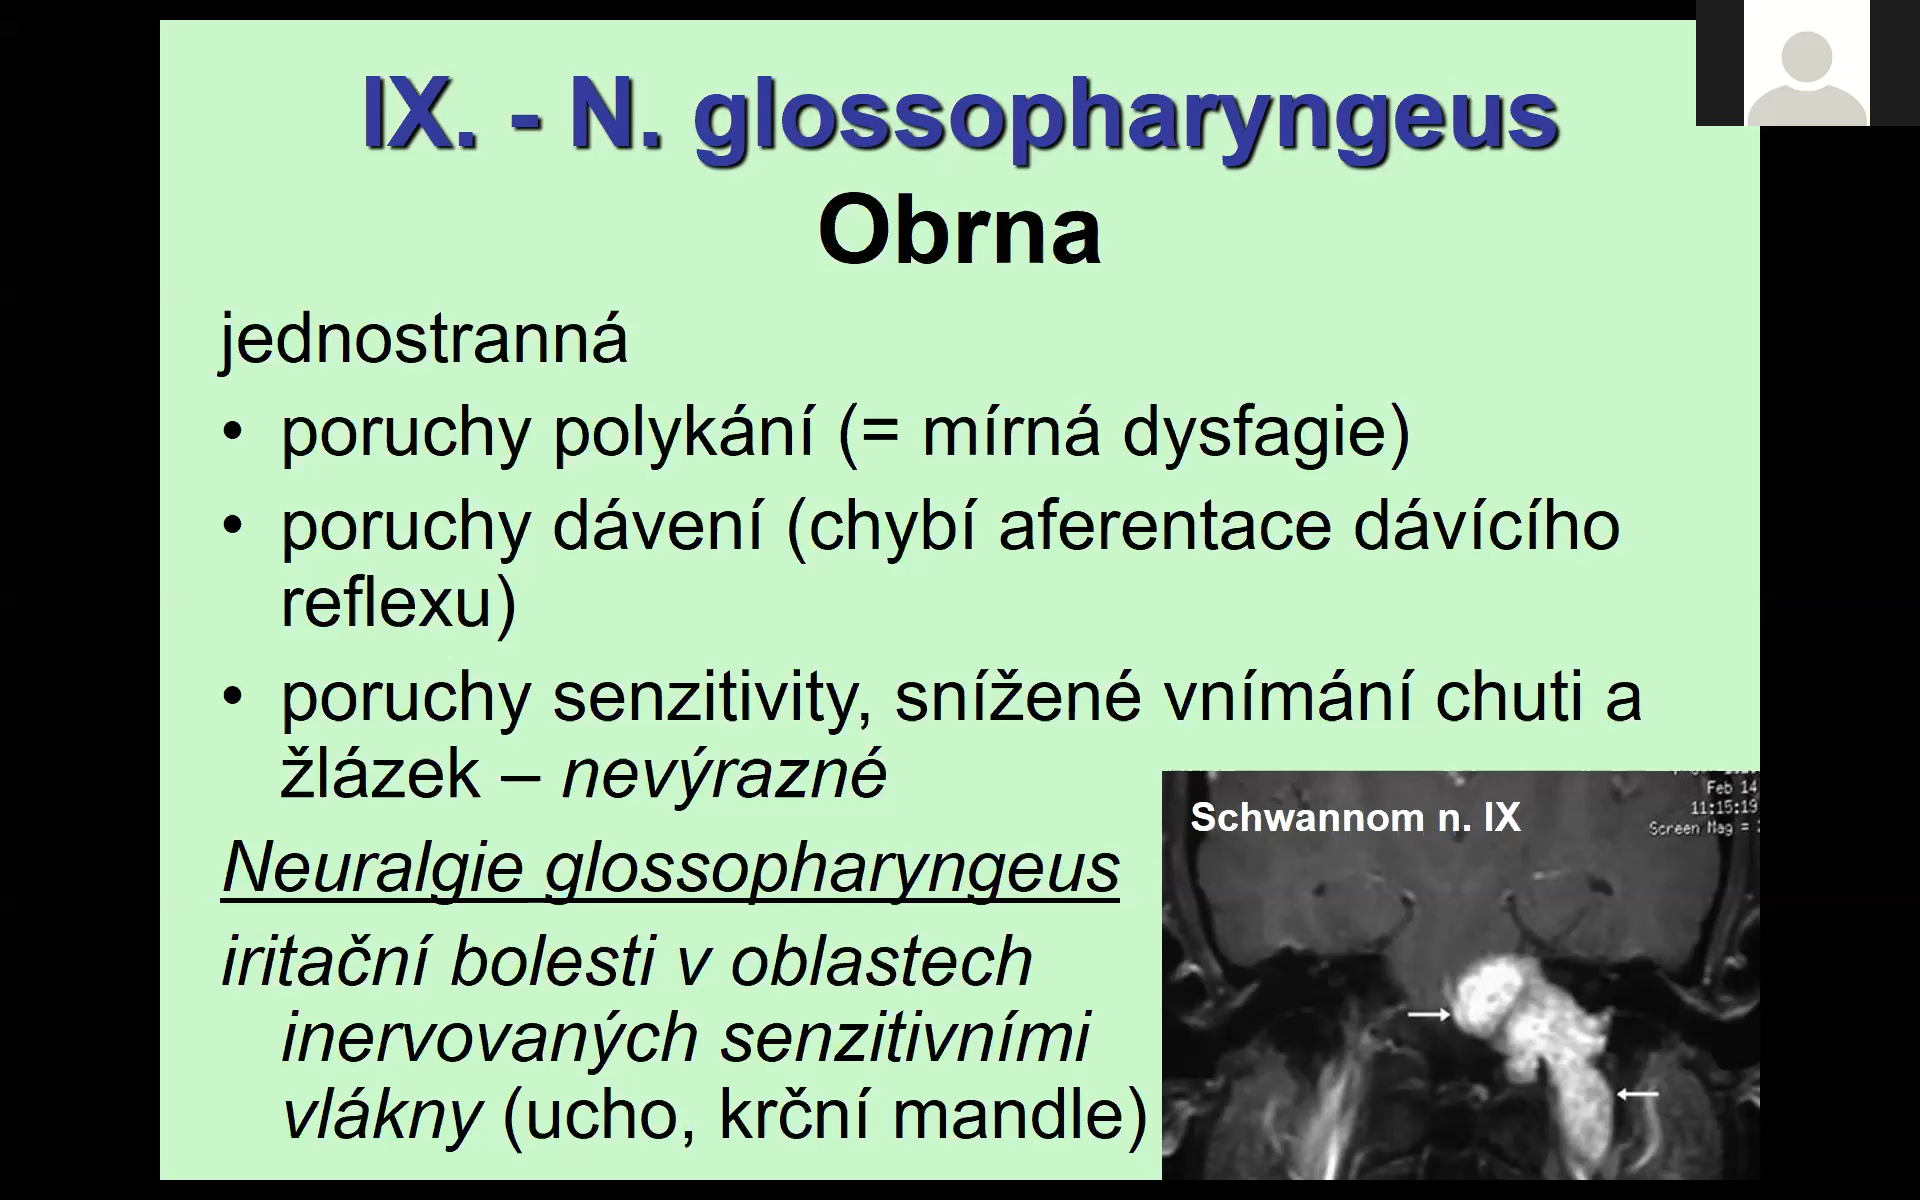 IX. - N. glossopharyngeus
Obrna
jednostranná
• poruchy polykání (= mírná dysfagie)
• poruchy dávení (chybí aferentace dávícího
reflexu)
• poruchy senzitivity, snížené vnímání chuti a
žlázek – nevýrazné
Neuralgie glossopharyngeus
iritační bolesti v oblastech
inervovaných senzitivními
vlákny (ucho, krční mandle)
Feb 14
11:15:19
Screen Mag =
Schwannom n. IX